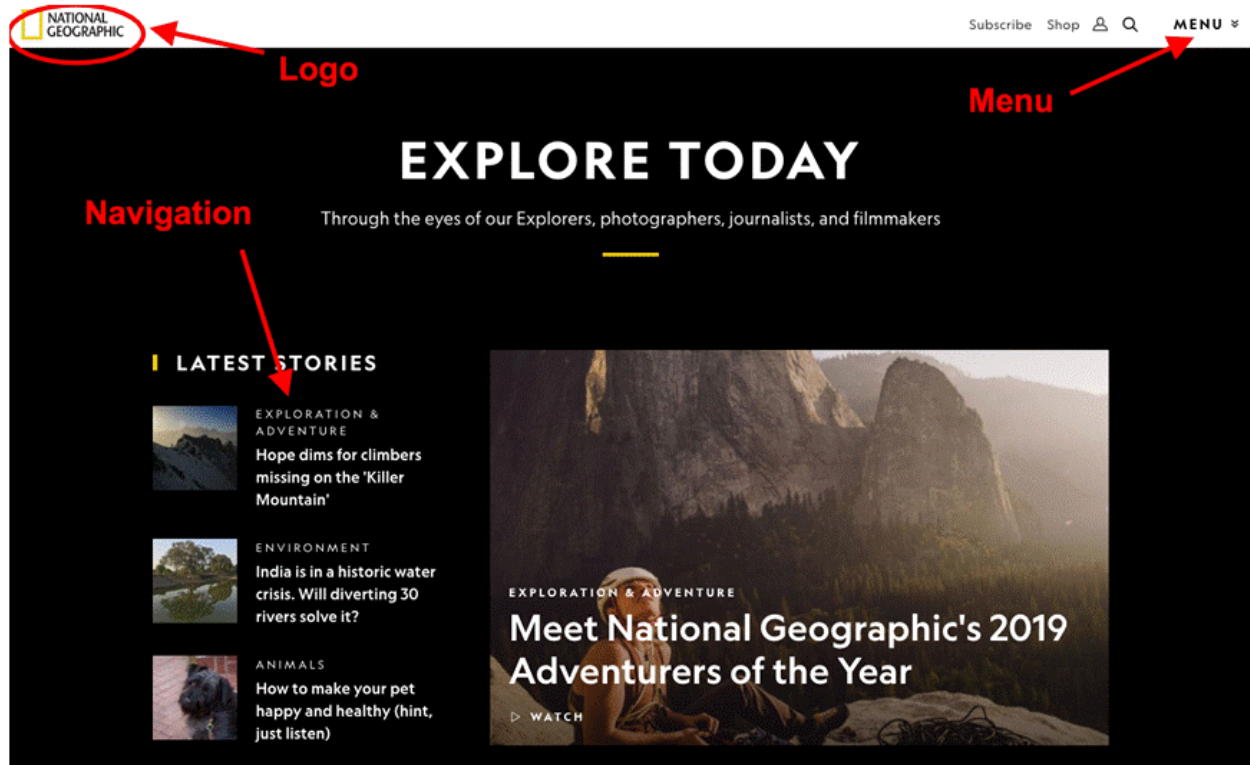 NATIONAL
GEOGRAPHIC
Subscribe Shop MENU
Logo
Menu
EXPLORE TODAY
Navigation
Through the eyes of our Explorers, photographers, journalists, and filmmakers
LATEST STORIES
EXPLORATION &
ADVENTURE
Hope dims for climbers
missing on the 'Killer
Mountain'
ENVIRONMENT
India is in a historic water
crisis. Will diverting 30
rivers solve it?
ANIMALS
How to make your pet
happy and healthy (hint,
just listen)
EXPLORATION & ADVENTURE
Meet National Geographic's 2019
Adventurers of the Year
WATCH